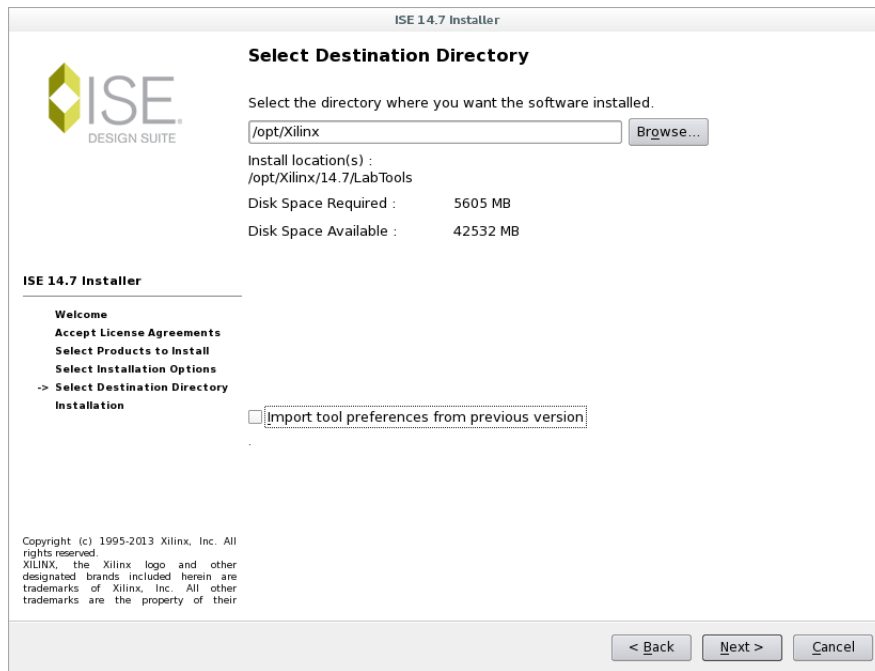 ISE 14.7 Installer
ISE.
DESIGN SUITE
Select Destination Directory
Select the directory where you want the software installed.
/opt/Xilinx
Browse...
Install location(s) :
/opt/Xilinx/14.7/LabTools
Disk Space Required : 5605 MB
Disk Space Available : 42532 MB
ISE 14.7 Installer
Welcome
Accept License Agreements
Select Products to Install
Select Installation Options
-> Select Destination Directory
Installation
Import tool preferences from previous version
.
Copyright (c) 1995-2013 Xilinx, Inc. All
rights reserved.
XILINX, the Xilinx logo and other
designated brands included herein are
trademarks of Xilinx, Inc. All other
trademarks are the property of their
< Back
Next >
Cancel